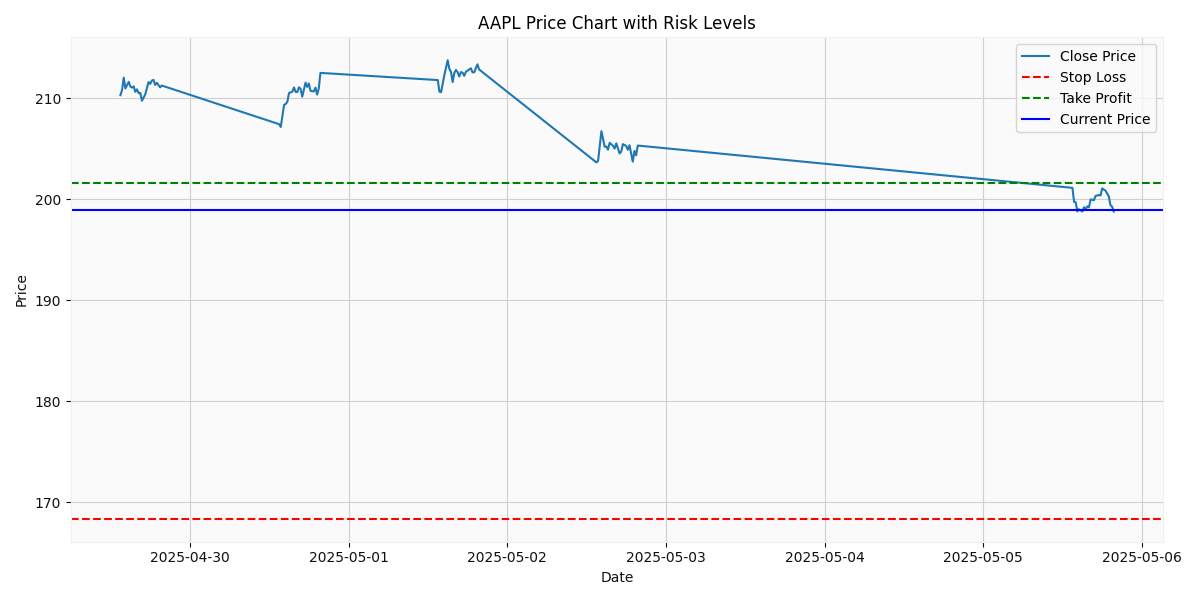 AAPL Price Chart with Risk Levels
Close Price
Stop Loss
Take Profit
Current Price
Price
210
200
190
180
170
2025-04-30 2025-05-01 2025-05-02 2025-05-03 2025-05-04 2025-05-05 2025-05-06
Date